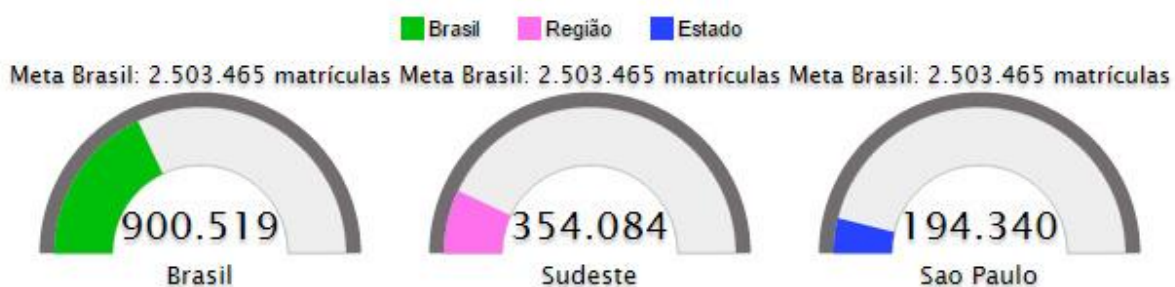 Brasil Região Estado
Meta Brasil: 2.503.465 matrículas Meta Brasil: 2.503.465 matrículas Meta Brasil: 2.503.465 matrículas
900.519 354.084 194.340
Brasil Sudeste Sao Paulo